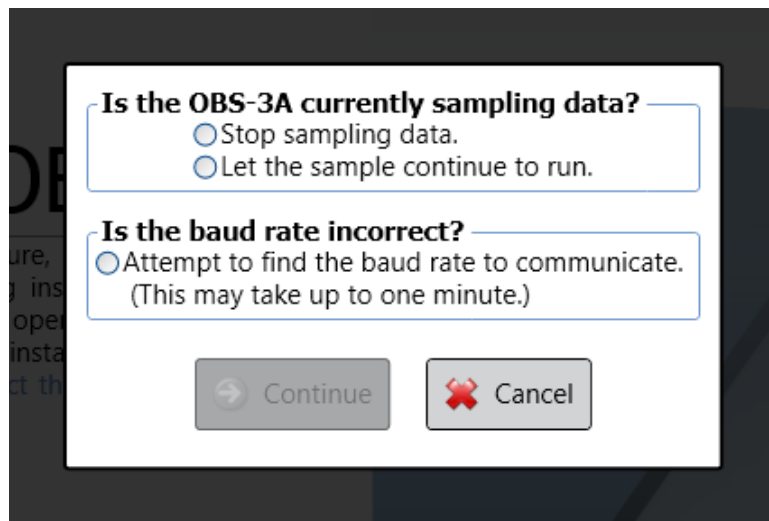 Is the OBS-3A currently sampling data?
Stop sampling data.
Let the sample continue to run.
Is the baud rate incorrect?
Attempt to find the baud rate to communicate.
(This may take up to one minute.)
Continue
Cancel